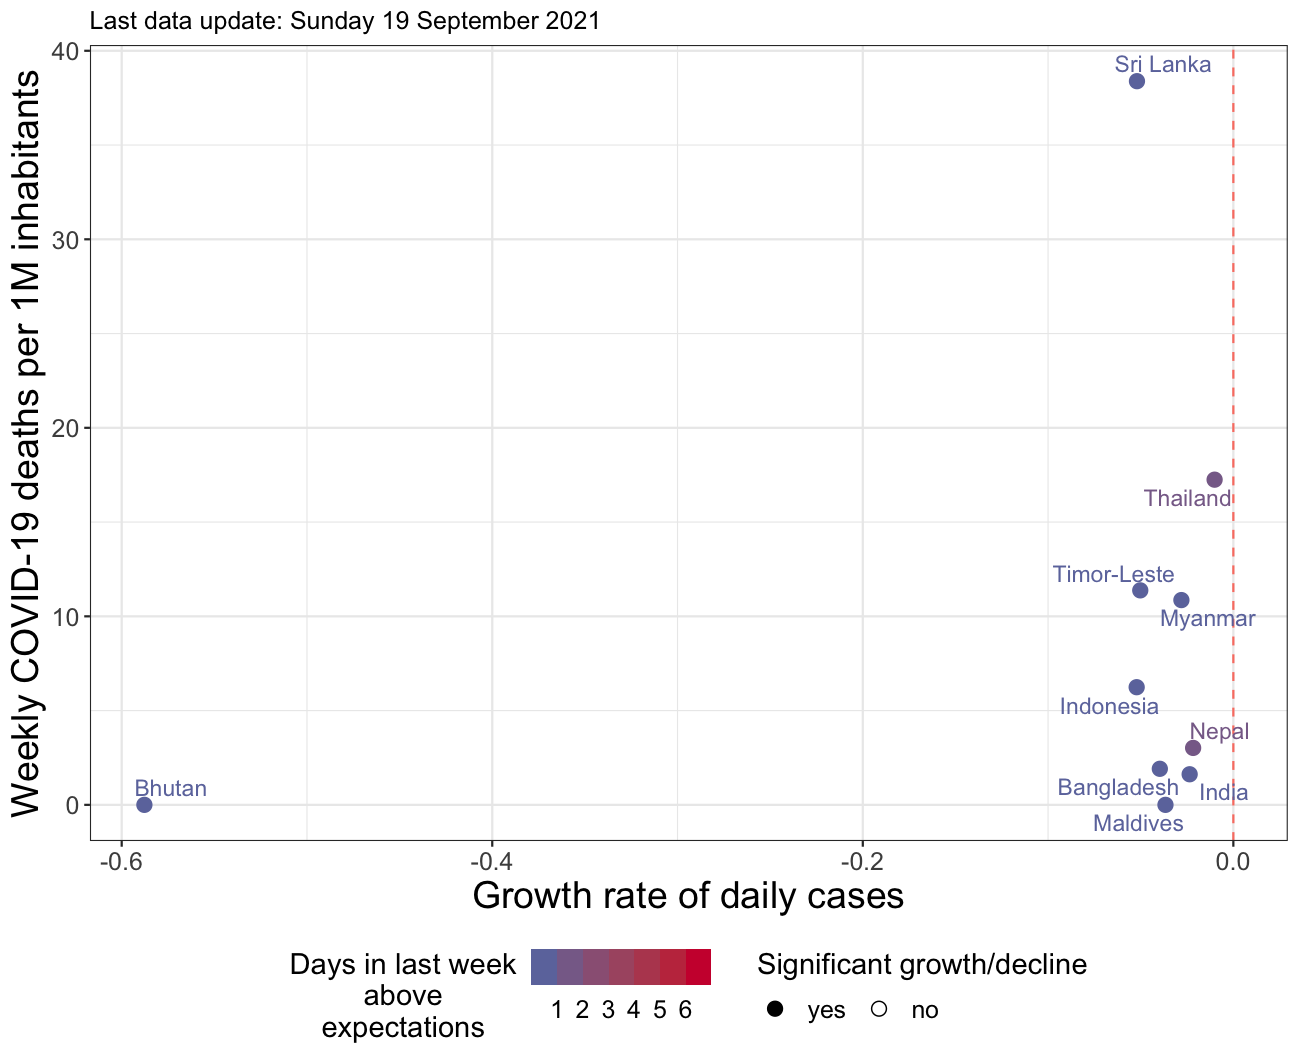 Last data update: Sunday 19 September 2021
Weekly COVID-19 deaths per 1M inhabitants
40
30
20
10
0
Sri Lanka
Thailand
Timor-Leste
Myanmar
Indonesia
Nepal
Bangladesh
India
Bhutan
Maldives
-0.6
-0.4
-0.2
0.0
Growth rate of daily cases
Days in last week
above
expectations
1 2 3 4 5 6
Significant growth/decline
yes
no